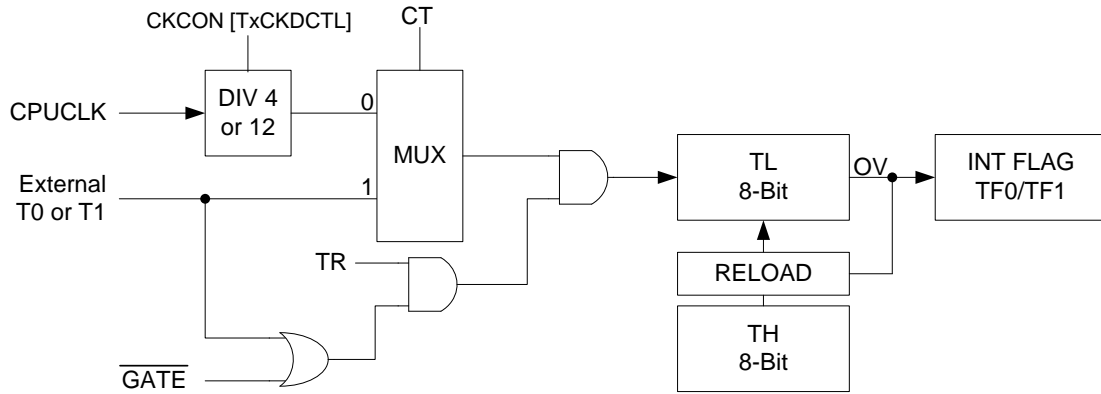 CKCON [TxCKDCTL]
CT
CPUCLK
DIV 4
or 12
0
MUX
External
T0 or T1
1
TL
8-Bit
OV
INT FLAG
TF0/TF1
TR
RELOAD
TH
8-Bit
GATE